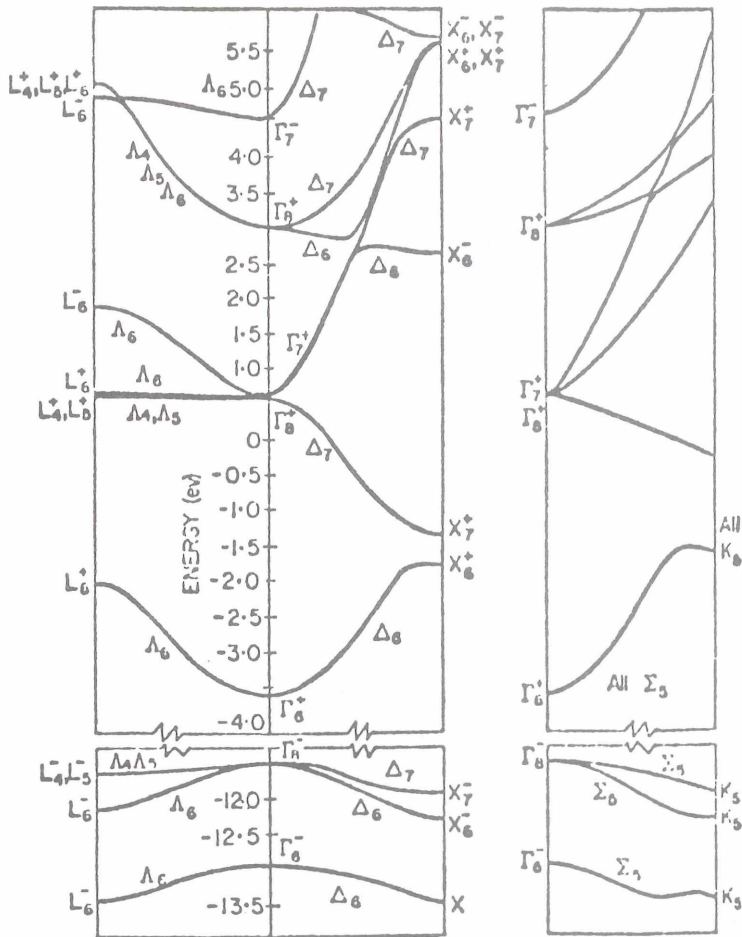 5.5
5.0
4.0
3.5
2.5
2.0
1.5
1.0
0
-0.5
-1.0
-1.5
-2.0
-2.5
-3.0
-4.0
-12.0
-12.5
-13.5
ENERGY (ev)
L₄⁺,L₅⁺,L₆⁺
L₆⁻
L₆⁻
L₆⁺
L₄⁺,L₅⁺
L₆⁺
L₄⁻,L₅⁻
L₆⁻
L₆⁻
Λ₆
Λ₄
Λ₅
Λ₆
Λ₆
Λ₆
Λ₄,Λ₅
Λ₆
Λ₄Λ₅
Λ₆
Λ₆
Γ₇⁻
Γ₈⁺
Γ₇⁺
Γ₈⁺
Γ₆⁺
Γ₈⁻
Γ₆⁻
Δ₇
Δ₇
Δ₇
Δ₇
Δ₆
Δ₆
Δ₇
Δ₆
Δ₇
Δ₆
Δ₆
X₆⁻,X₇⁻
X₆⁺,X₇⁺
X₇⁺
X₆⁻
X₇⁺
X₆⁺
X₇⁻
X₆⁻
X
Γ₇⁻
Γ₈⁺
Γ₇⁺
Γ₈⁺
Γ₆⁺
Γ₈⁻
Γ₆⁻
All
All Σ₅
Σ₅
Σ₅
Σ₅
K₅
K₅
K₅